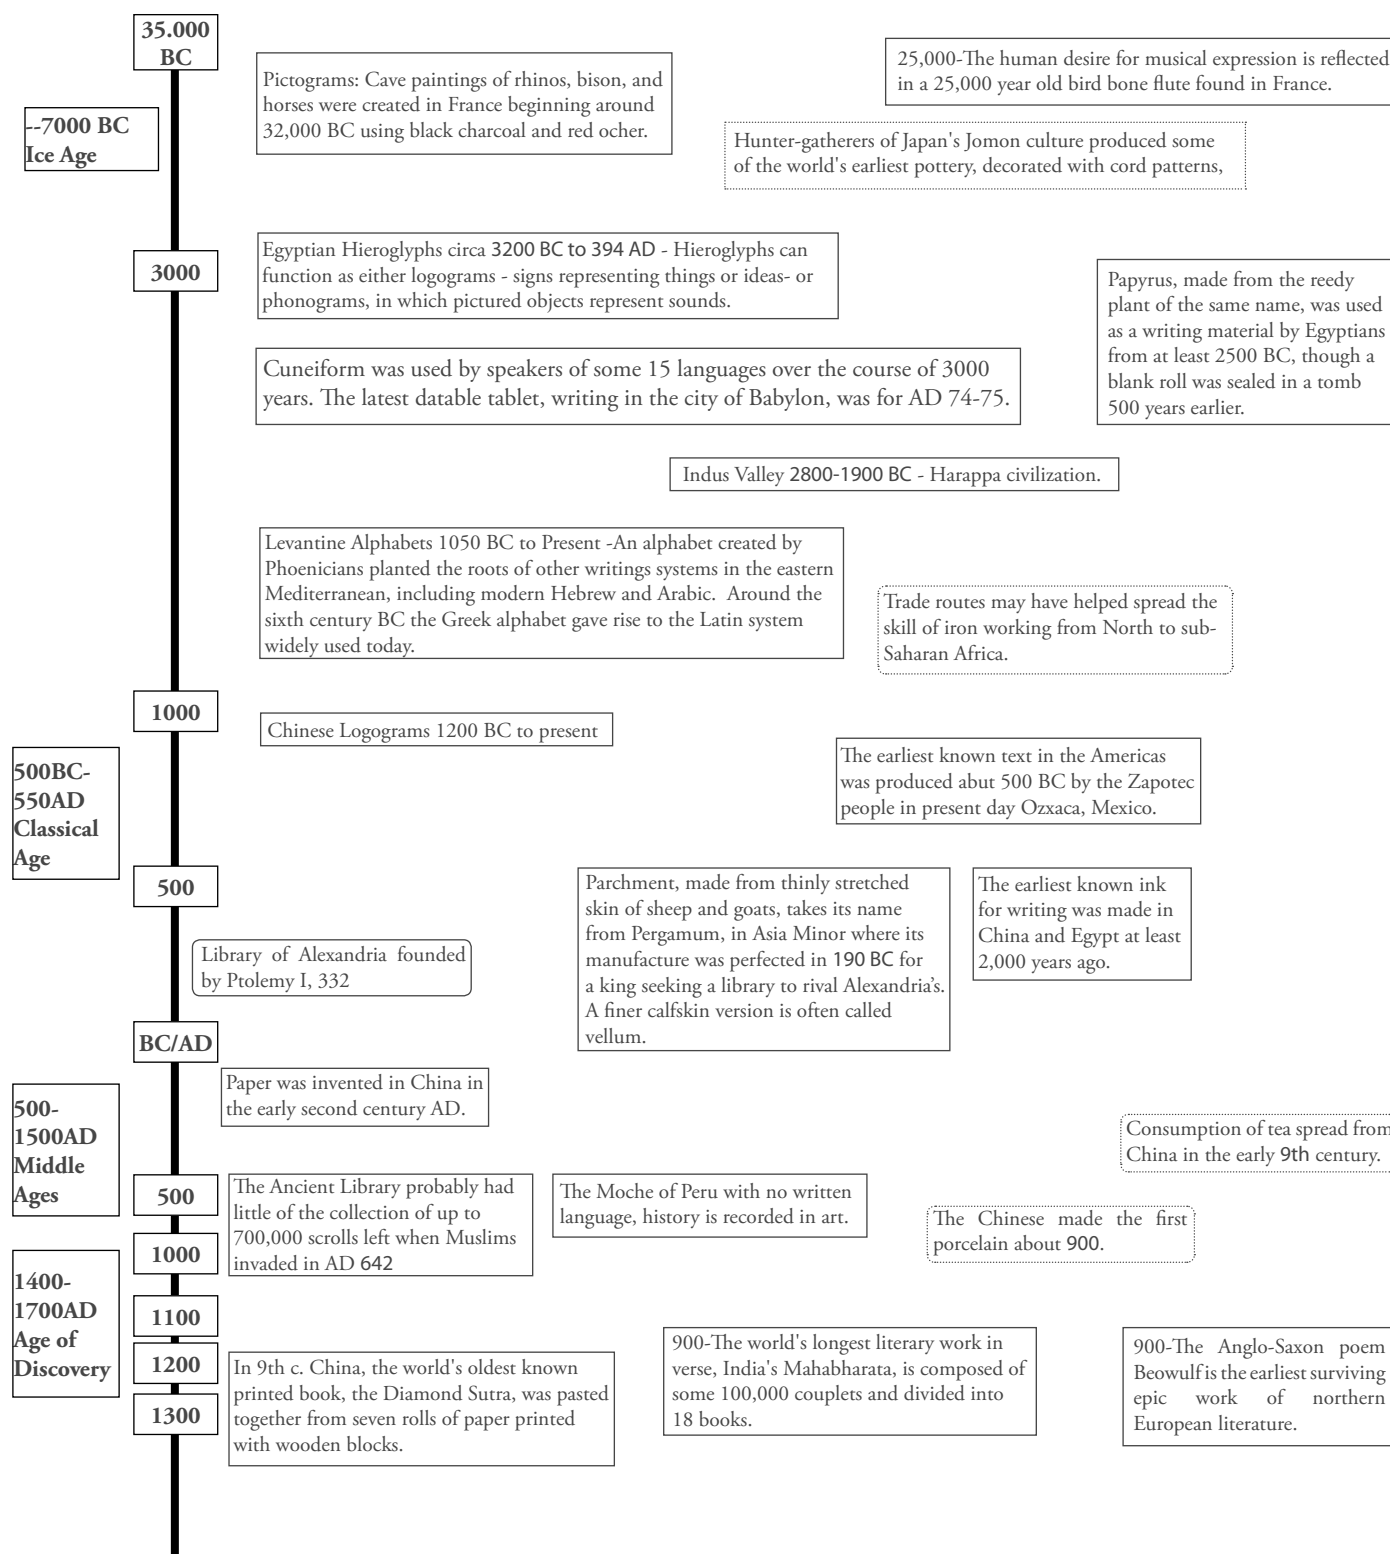 35.000
BC
Pictograms: Cave paintings of rhinos, bison, and
horses were created in France beginning around
32,000 BC using black charcoal and red ocher.
25,000-The human desire for musical expression is reflected
in a 25,000 year old bird bone flute found in France.
--7000 BC
Ice Age
Hunter-gatherers of Japan's Jomon culture produced some
of the world's earliest pottery, decorated with cord patterns,
3000
Egyptian Hieroglyphs circa 3200 BC to 394 AD - Hieroglyphs can
function as either logograms - signs representing things or ideas- or
phonograms, in which pictured objects represent sounds.
Papyrus, made from the reedy
plant of the same name, was used
as a writing material by Egyptians
from at least 2500 BC, though a
blank roll was sealed in a tomb
500 years earlier.
Cuneiform was used by speakers of some 15 languages over the course of 3000
years. The latest datable tablet, writing in the city of Babylon, was for AD 74-75.
Indus Valley 2800-1900 BC - Harappa civilization.
Levantine Alphabets 1050 BC to Present -An alphabet created by
Phoenicians planted the roots of other writings systems in the eastern
Mediterranean, including modern Hebrew and Arabic. Around the
sixth century BC the Greek alphabet gave rise to the Latin system
widely used today.
Trade routes may have helped spread the
skill of iron working from North to sub-
Saharan Africa.
1000
Chinese Logograms 1200 BC to present
500BC-
550AD
Classical
Age
The earliest known text in the Americas
was produced abut 500 BC by the Zapotec
people in present day Ozxaca, Mexico.
500
Parchment, made from thinly stretched
skin of sheep and goats, takes its name
from Pergamum, in Asia Minor where its
manufacture was perfected in 190 BC for
a king seeking a library to rival Alexandria's.
A finer calfskin version is often called
vellum.
The earliest known ink
for writing was made in
China and Egypt at least
2,000 years ago.
Library of Alexandria founded
by Ptolemy I, 332
BC/AD
Paper was invented in China in
the early second century AD.
500-
1500AD
Middle
Ages
Consumption of tea spread from
China in the early 9th century.
500
The Ancient Library probably had
little of the collection of up to
700,000 scrolls left when Muslims
invaded in AD 642
The Moche of Peru with no written
language, history is recorded in art.
The Chinese made the first
porcelain about 900.
1000
1400-
1700AD
Age of
Discovery
1100
1200
1300
In 9th c. China, the world's oldest known
printed book, the Diamond Sutra, was pasted
together from seven rolls of paper printed
with wooden blocks.
900-The world's longest literary work in
verse, India's Mahabharata, is composed of
some 100,000 couplets and divided into
18 books.
900-The Anglo-Saxon poem
Beowulf is the earliest surviving
epic work of northern
European literature.